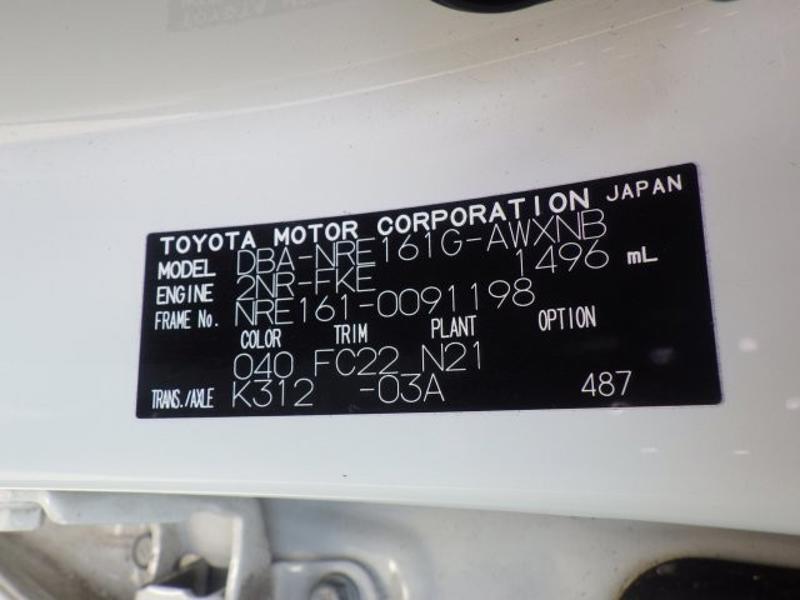 TOYOTA MOTOR CORPORATION JAPAN
MODEL DBA-NRE161G-AWXNB
ENGINE 2NR-FKE 1496 mL
FRAME No. NRE161-0091198
COLOR TRIM PLANT OPTION
040 FC22 N21
TRANS./AXLE K312 -03A 487